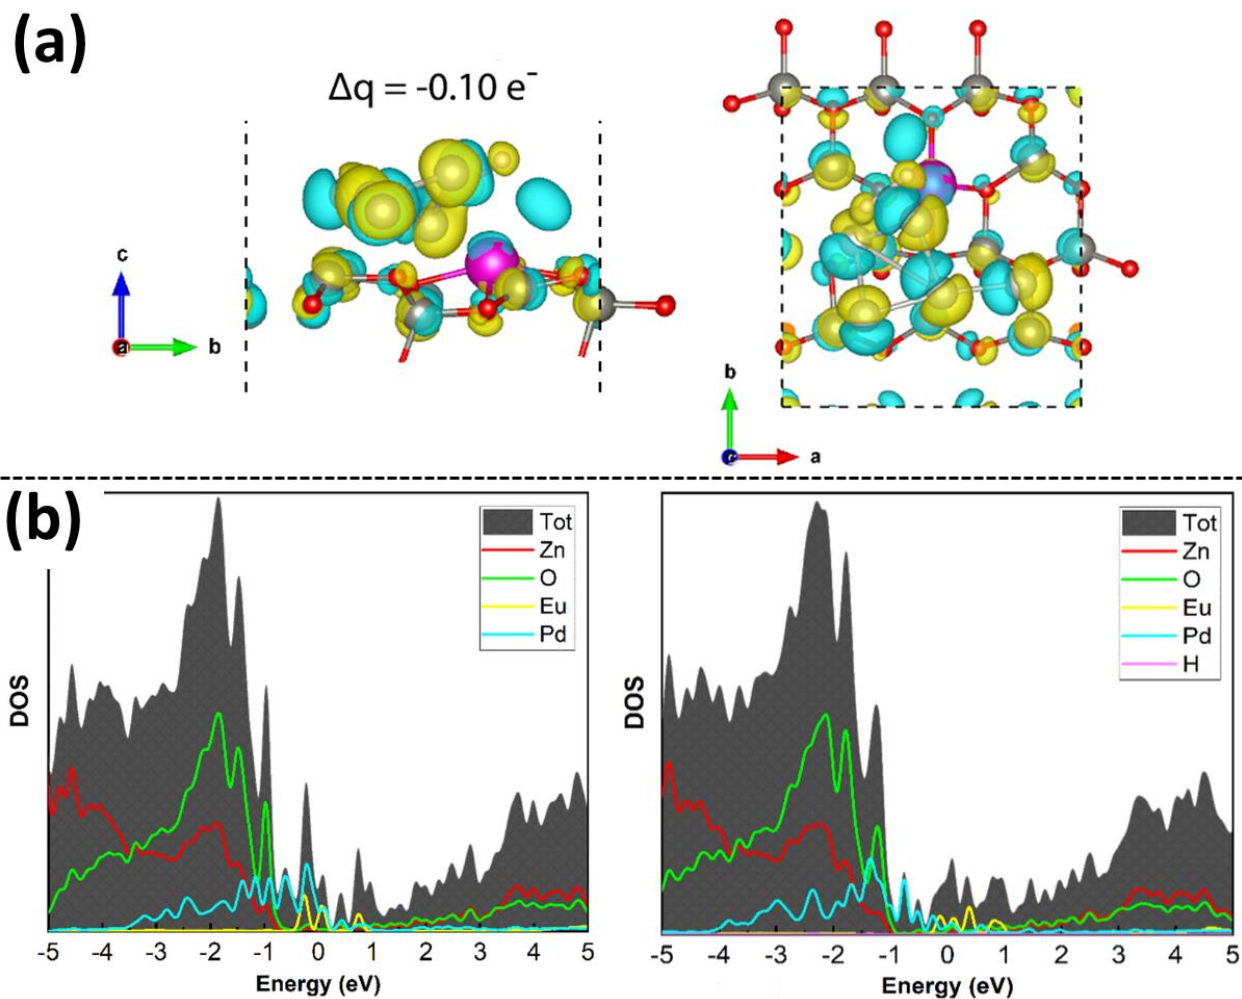 (a)
Δq = -0.10 e⁻
c
a
b
b
c
a
(b)
Tot
Zn
O
Eu
Pd
DOS
-5 -4 -3 -2 -1 0 1 2 3 4 5
Energy (eV)
Tot
Zn
O
Eu
Pd
H
DOS
-5 -4 -3 -2 -1 0 1 2 3 4 5
Energy (eV)